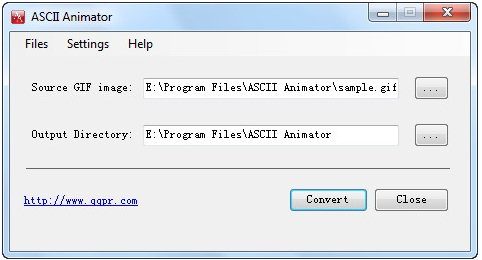 ASCII Animator
Files Settings Help
Source GIF image: E:\Program Files\ASCII Animator\sample.gif ...
Output Directory: E:\Program Files\ASCII Animator ...
http://www.qqpr.com Convert Close